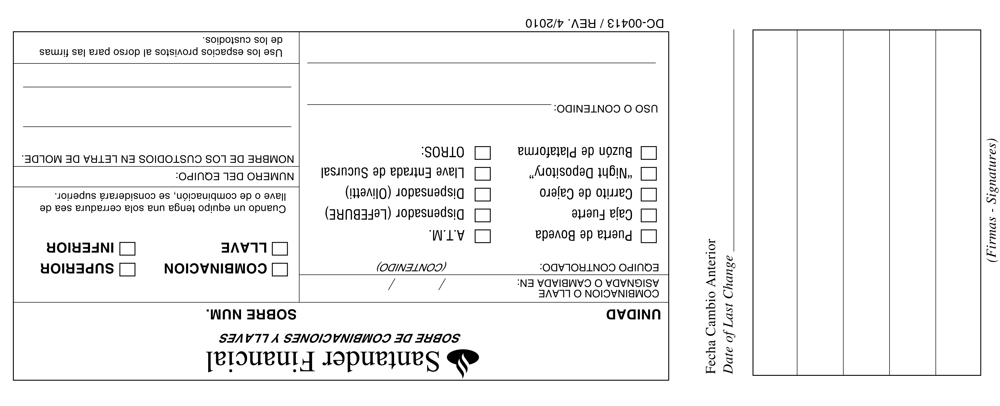 Santander Financial
SOBRE DE COMBINACIONES Y LLAVES
UNIDAD
SOBRE NUM.
COMBINACION O LLAVE
ASIGNADA O CAMBIADA EN: / /
EQUIPO CONTROLADO: (CONTENIDO)
Puerta de Boveda
A.T.M.
Caja Fuerte
Dispensador (LeFEBURE)
Carrito de Cajero
Dispensador (Olivetti)
“Night Depository”
Llave Entrada de Sucursal
Buzón de Plataforma
OTROS:
USO O CONTENIDO:
COMBINACION
SUPERIOR
LLAVE
INFERIOR
Cuando un equipo tenga una sola cerradura sea de
llave o de combinación, se considerará superior.
NUMERO DEL EQUIPO:
NOMBRE DE LOS CUSTODIOS EN LETRA DE MOLDE.
Use los espacios provistos al dorso para las firmas
de los custodios.
DC-00413 / REV. 4/2010
Fecha Cambio Anterior
Date of Last Change
(Firmas - Signatures)